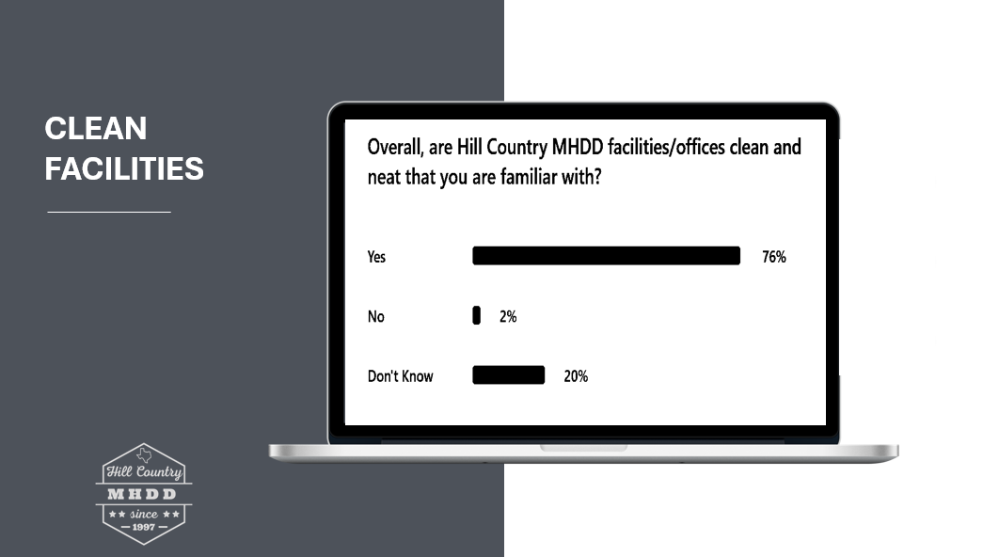 CLEAN
FACILITIES
Overall, are Hill Country MHDD facilities/offices clean and
neat that you are familiar with?
Yes 76%
No 2%
Don't Know 20%
Hill Country
MHDD
since
1997